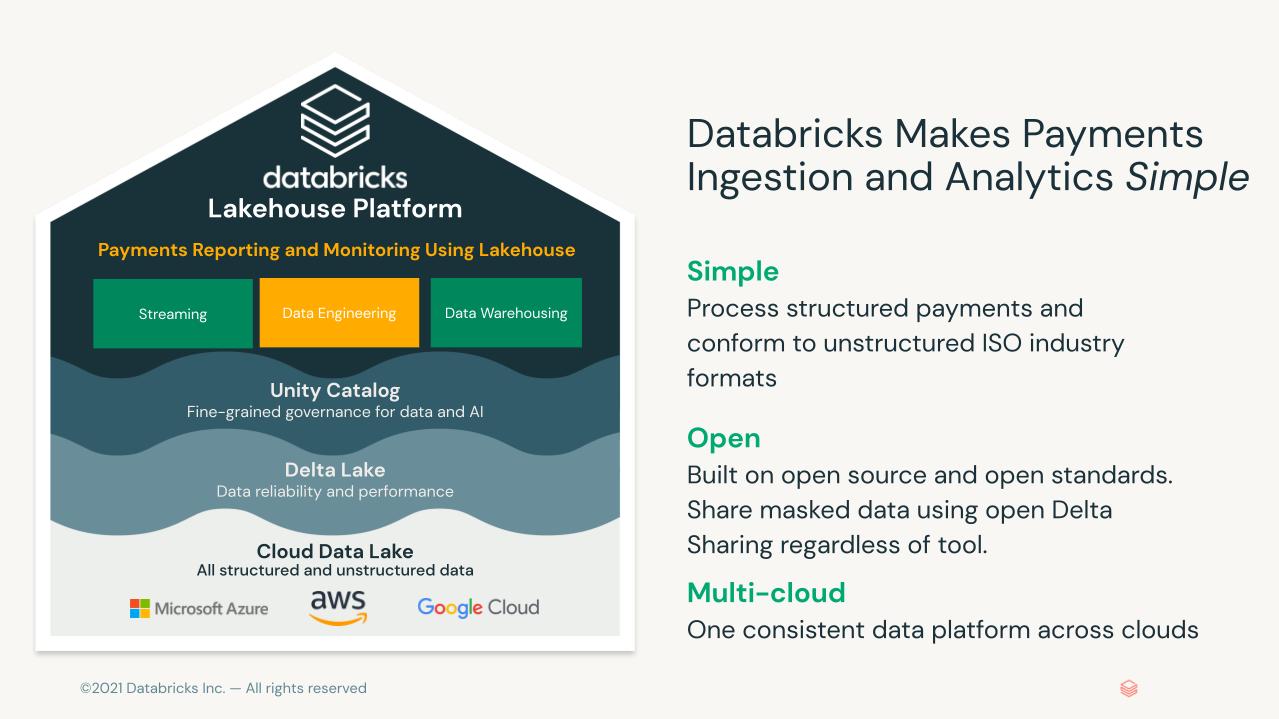 databricks
Lakehouse Platform
Payments Reporting and Monitoring Using Lakehouse
Streaming
Data Engineering
Data Warehousing
Unity Catalog
Fine-grained governance for data and AI
Delta Lake
Data reliability and performance
Cloud Data Lake
All structured and unstructured data
Microsoft Azure
aws
Google Cloud
Databricks Makes Payments
Ingestion and Analytics Simple
Simple
Process structured payments and
conform to unstructured ISO industry
formats
Open
Built on open source and open standards.
Share masked data using open Delta
Sharing regardless of tool.
Multi-cloud
One consistent data platform across clouds
©2021 Databricks Inc. — All rights reserved